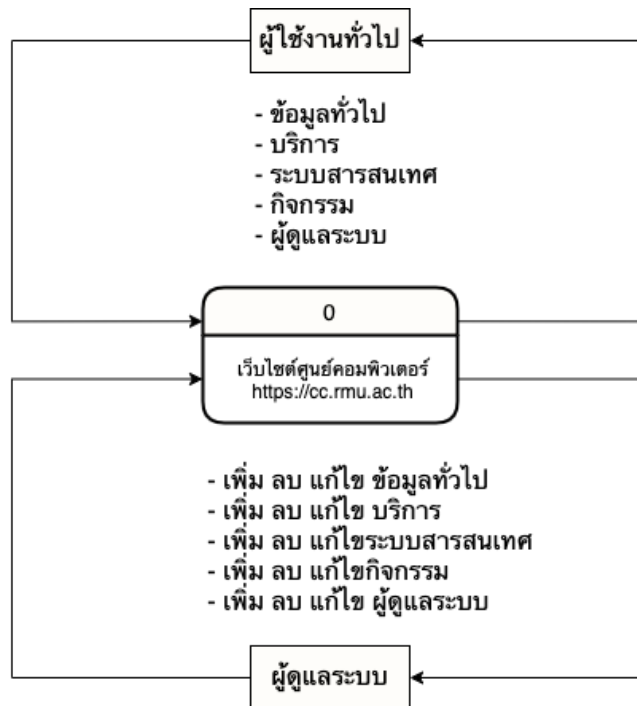 ผู้ใช้งานทั่วไป
- ข้อมูลทั่วไป
- บริการ
- ระบบสารสนเทศ
- กิจกรรม
- ผู้ดูแลระบบ
0
เว็บไซต์ศูนย์คอมพิวเตอร์
https://cc.rmu.ac.th
- เพิ่ม ลบ แก้ไข ข้อมูลทั่วไป
- เพิ่ม ลบ แก้ไข บริการ
- เพิ่ม ลบ แก้ไขระบบสารสนเทศ
- เพิ่ม ลบ แก้ไขกิจกรรม
- เพิ่ม ลบ แก้ไข ผู้ดูแลระบบ
ผู้ดูแลระบบ